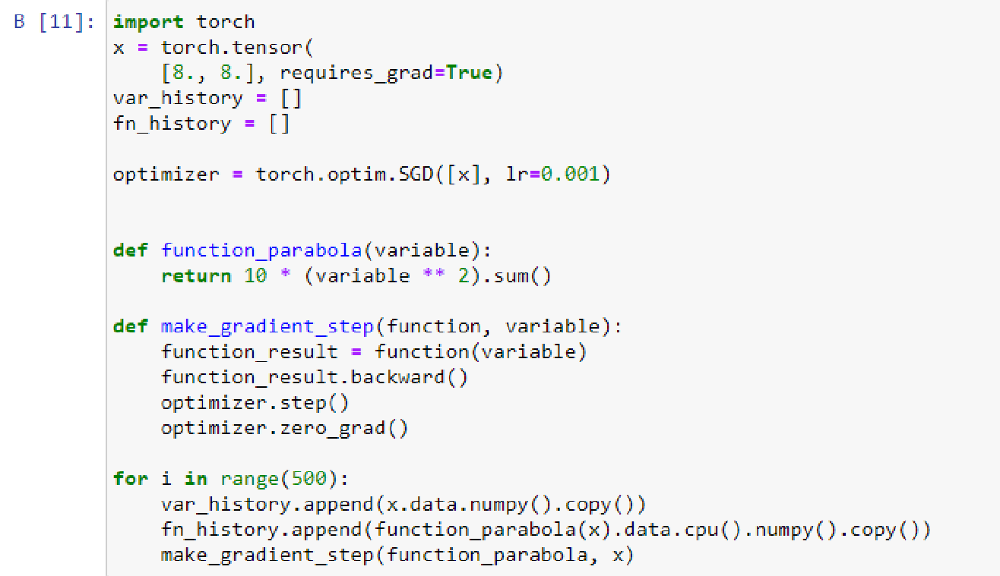 В [11]: import torch
x = torch.tensor(
    [8., 8.], requires_grad=True)
var_history = []
fn_history = []

optimizer = torch.optim.SGD([x], lr=0.001)


def function_parabola(variable):
    return 10 * (variable ** 2).sum()

def make_gradient_step(function, variable):
    function_result = function(variable)
    function_result.backward()
    optimizer.step()
    optimizer.zero_grad()

for i in range(500):
    var_history.append(x.data.numpy().copy())
    fn_history.append(function_parabola(x).data.cpu().numpy().copy())
    make_gradient_step(function_parabola, x)